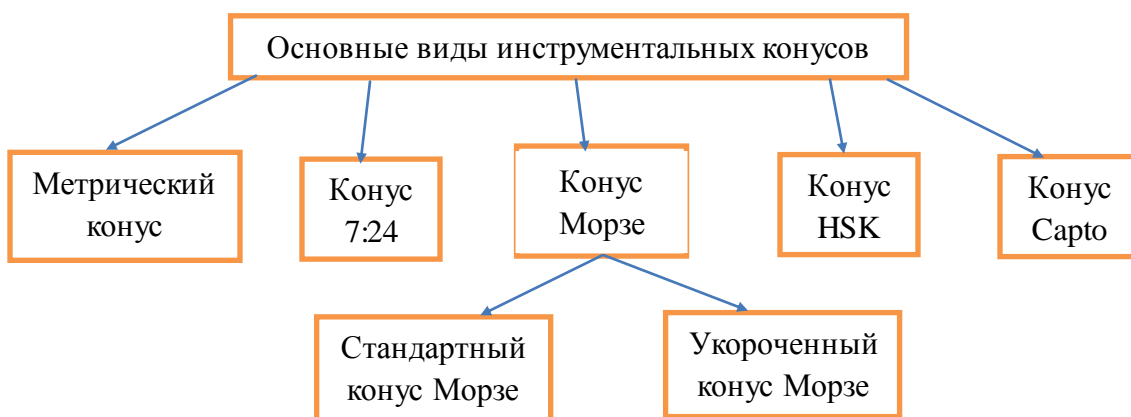 Основные виды инструментальных конусов
Метрический
конус
Конус
7:24
Конус
Морзе
Конус
HSK
Конус
Capto
Стандартный
конус Морзе
Укороченный
конус Морзе